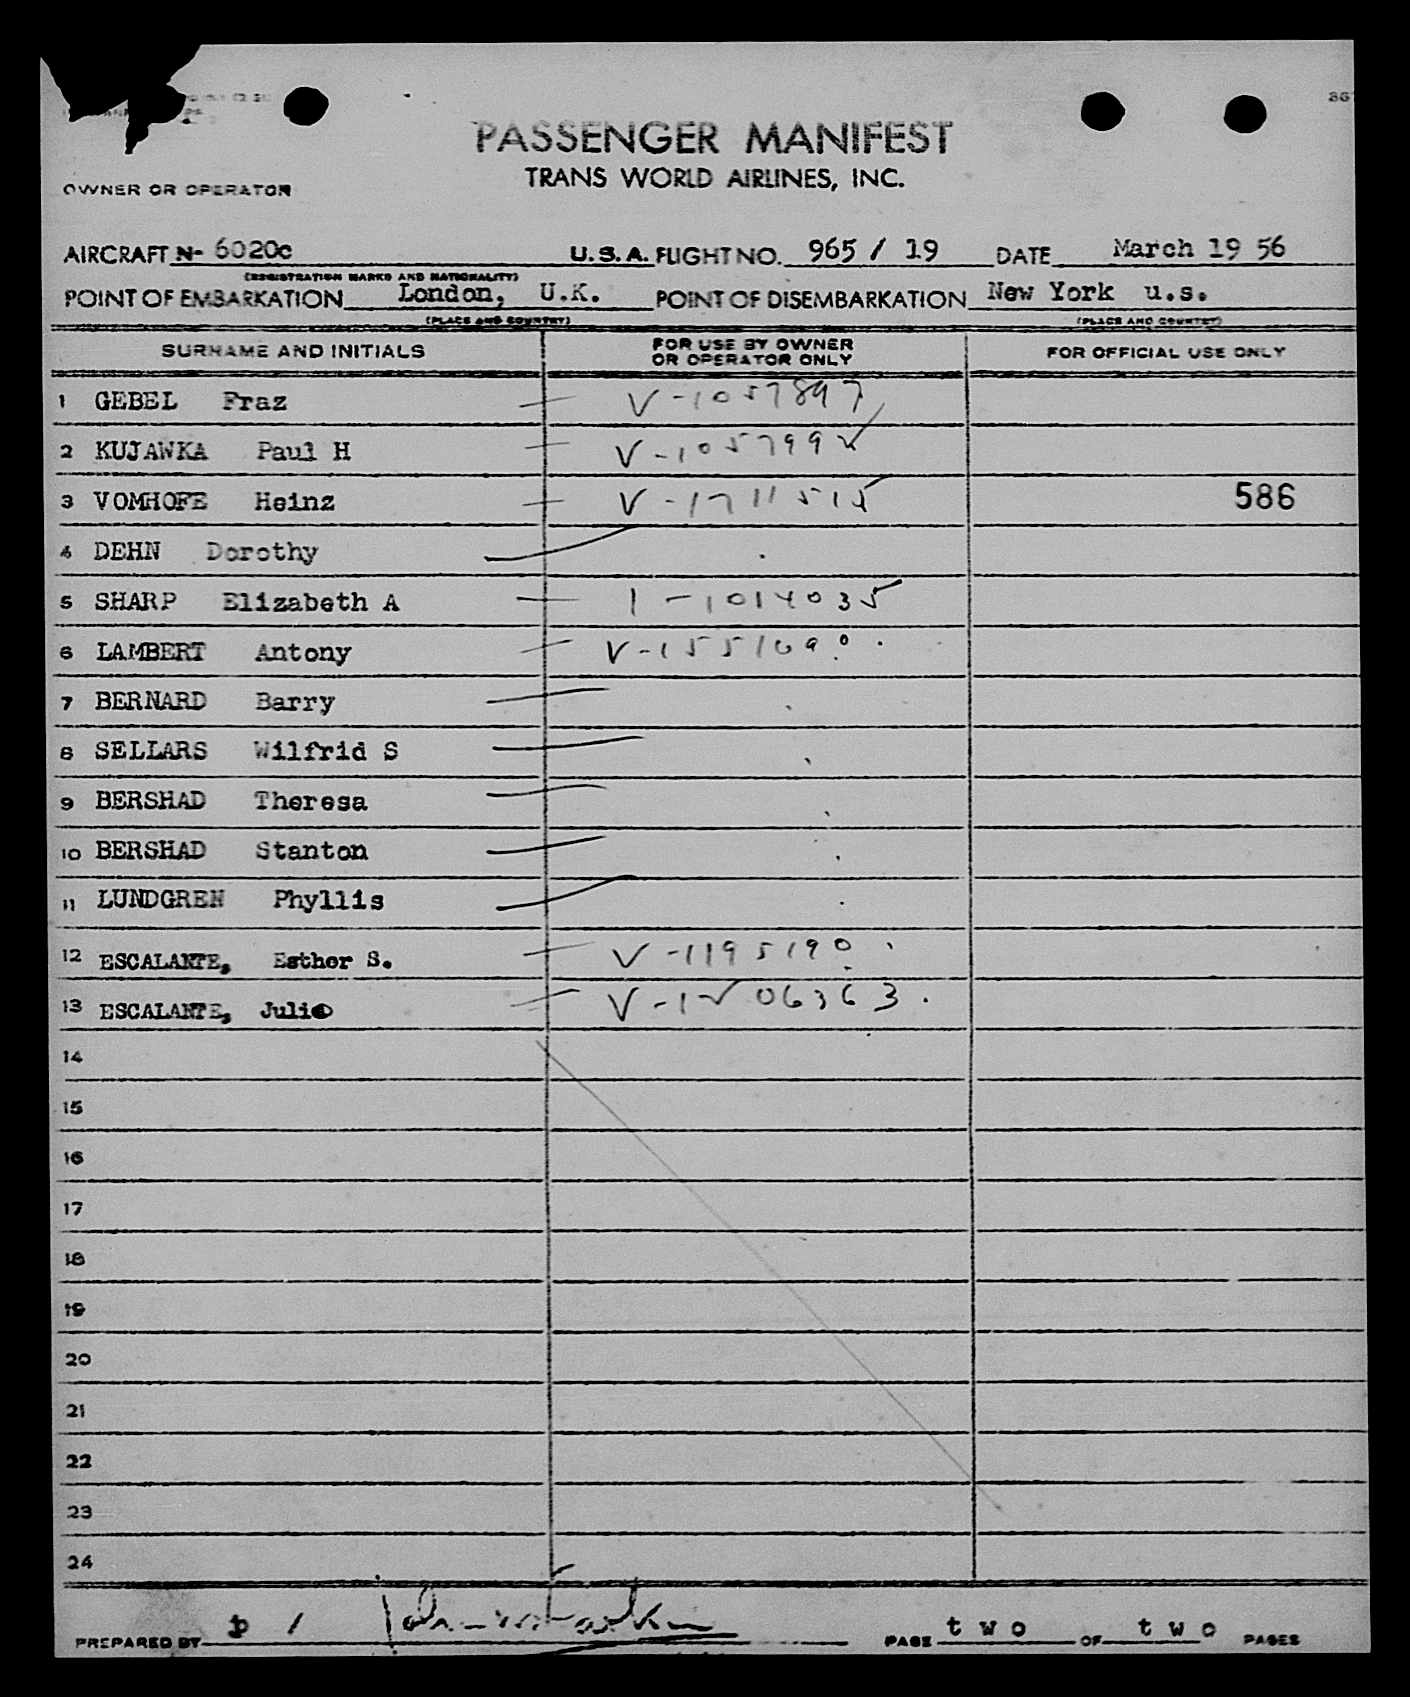 PASSENGER MANIFEST
TRANS WORLD AIRLINES, INC.
OWNER OR OPERATOR
AIRCRAFT N- 6020c U.S.A. FLIGHT NO. 965 / 19 DATE March 19 56
(REGISTRATION MARKS AND NATIONALITY)
POINT OF EMBARKATION London, U.K. POINT OF DISEMBARKATION New York u.s.
(PLACE AND COUNTRY) (PLACE AND COUNTRY)
SURNAME AND INITIALS FOR USE BY OWNER OR OPERATOR ONLY FOR OFFICIAL USE ONLY
1 GEBEL Fraz V-1057897
2 KUJAWKA Paul H
3 VOMHOFE Heinz V-1711515 586
4 DEHN Dorothy
5 SHARP Elizabeth A 1-1014035
6 LAMBERT Antony V-1551090
7 BERNARD Barry
8 SELLARS Wilfrid S
9 BERSHAD Theresa
10 BERSHAD Stanton
11 LUNDGREN Phyllis
12 ESCALANTE, Esther S. V-1195190
13 ESCALANTE, Julio
14
15
16
17
18
19
20
21
22
23
24
PREPARED BY PAGE two OF two PAGES